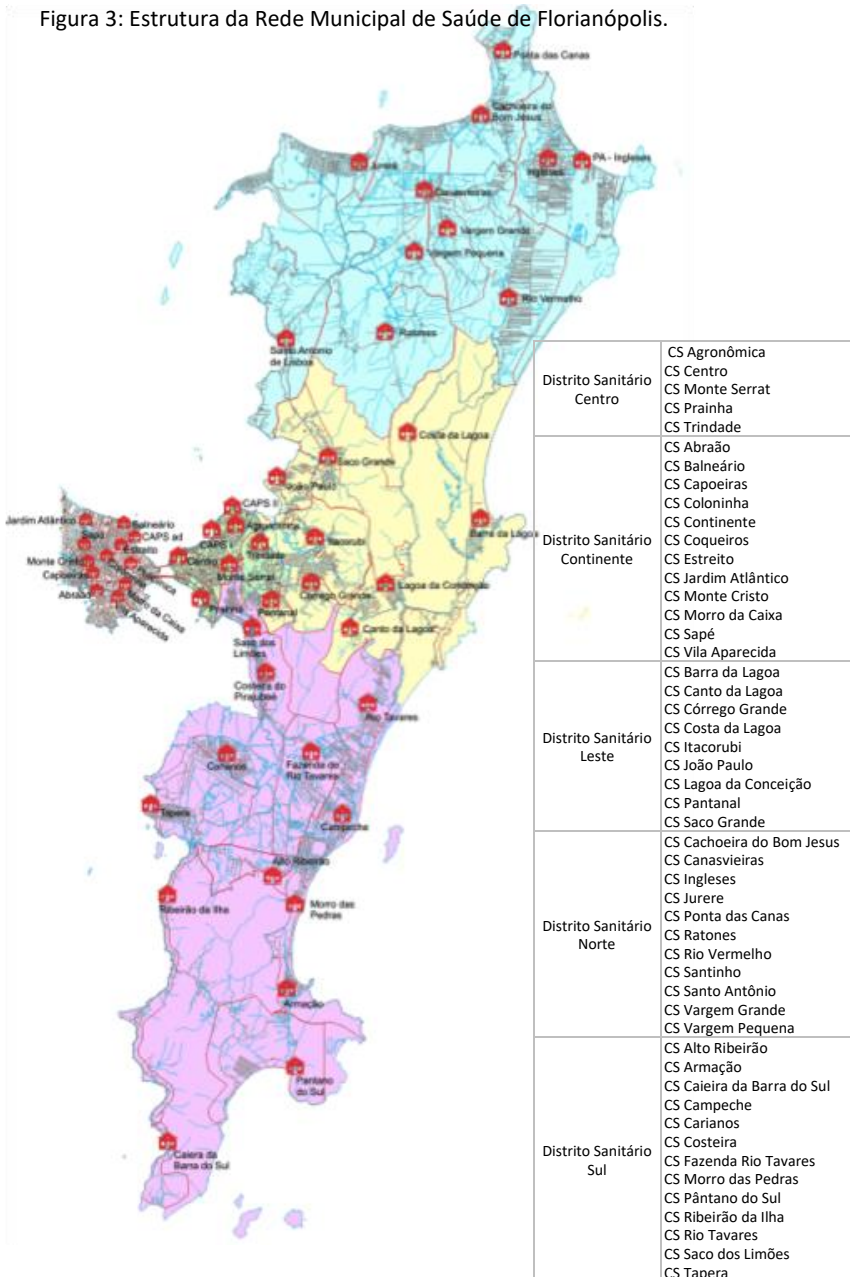 Figura 3: Estrutura da Rede Municipal de Saúde de Florianópolis.
Ponta das Canas
Cachoeira do
Bom Jesus
Ingleses
PA - Ingleses
Jurerê
Canasvieiras
Vargem Grande
Vargem Pequena
Rio Vermelho
Ratones
Santo Antônio
de Lisboa
Costa da Lagoa
Saco Grande
João Paulo
CAPS II
Agronômica
Barra da Lagoa
Jardim Atlântico
Balneário
Sapé
CAPS ad
Estreito
CAPS I
Trindade
Itacorubi
Monte Cristo
Centro
Capoeiras
Monte Serrat
Córrego Grande
Lagoa da Conceição
Abraão
Morro da Caixa
Vila Aparecida
Prainha
Pantanal
Canto da Lagoa
Saco dos
Limões
Costeira do
Pirajubaé
Rio Tavares
Carianos
Fazenda do
Rio Tavares
Tapera
Campeche
Alto Ribeirão
Ribeirão da Ilha
Morro das
Pedras
Armação
Pantano
do Sul
Caiera da
Barra do Sul
Distrito Sanitário
Centro
CS Agronômica
CS Centro
CS Monte Serrat
CS Prainha
CS Trindade
Distrito Sanitário
Continente
CS Abraão
CS Balneário
CS Capoeiras
CS Coloninha
CS Continente
CS Coqueiros
CS Estreito
CS Jardim Atlântico
CS Monte Cristo
CS Morro da Caixa
CS Sapé
CS Vila Aparecida
Distrito Sanitário
Leste
CS Barra da Lagoa
CS Canto da Lagoa
CS Córrego Grande
CS Costa da Lagoa
CS Itacorubi
CS João Paulo
CS Lagoa da Conceição
CS Pantanal
CS Saco Grande
Distrito Sanitário
Norte
CS Cachoeira do Bom Jesus
CS Canasvieiras
CS Ingleses
CS Jurere
CS Ponta das Canas
CS Ratones
CS Rio Vermelho
CS Santinho
CS Santo Antônio
CS Vargem Grande
CS Vargem Pequena
Distrito Sanitário
Sul
CS Alto Ribeirão
CS Armação
CS Caieira da Barra do Sul
CS Campeche
CS Carianos
CS Costeira
CS Fazenda Rio Tavares
CS Morro das Pedras
CS Pântano do Sul
CS Ribeirão da Ilha
CS Rio Tavares
CS Saco dos Limões
CS Tapera